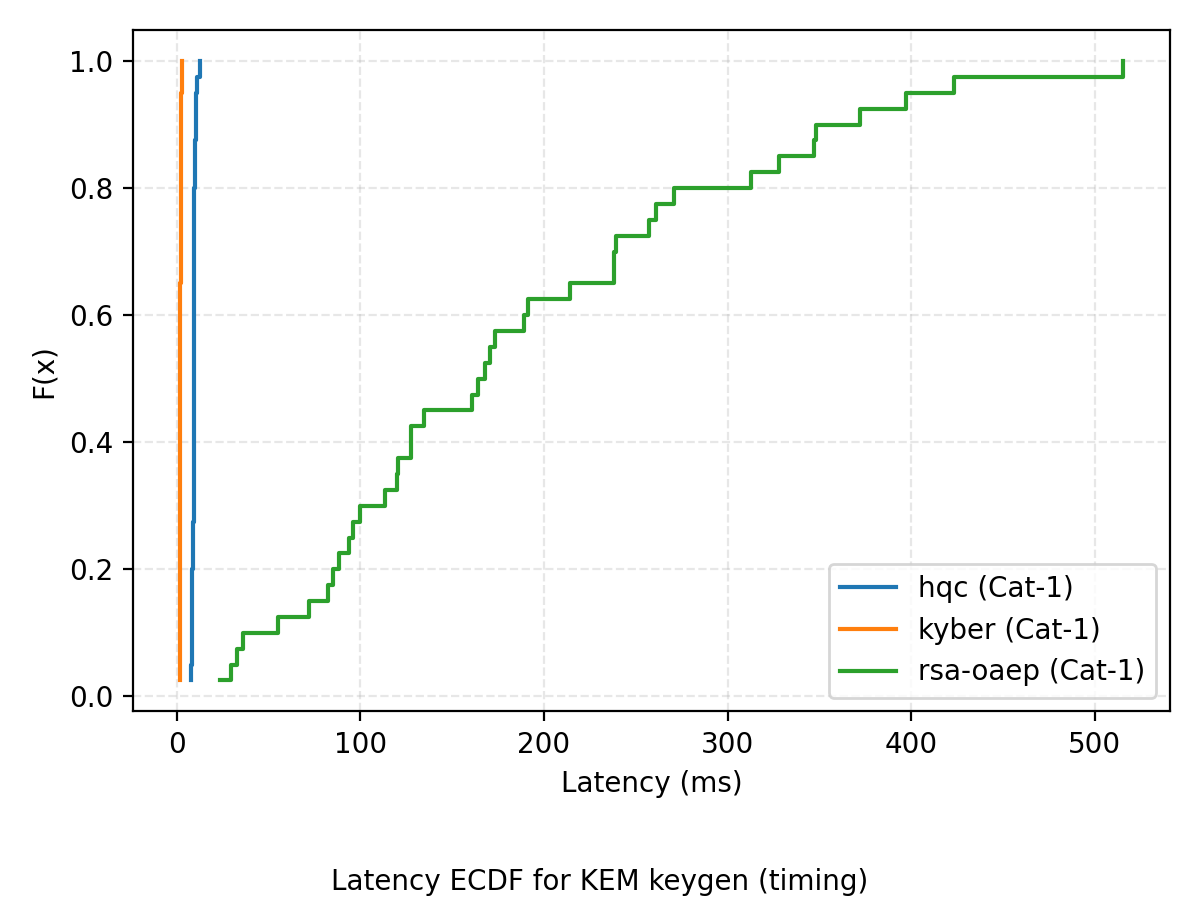 1.0
0.8
0.6
0.4
0.2
0.0
F(x)
hqc (Cat-1)
kyber (Cat-1)
rsa-oaep (Cat-1)
0 100 200 300 400 500
Latency (ms)
Latency ECDF for KEM keygen (timing)